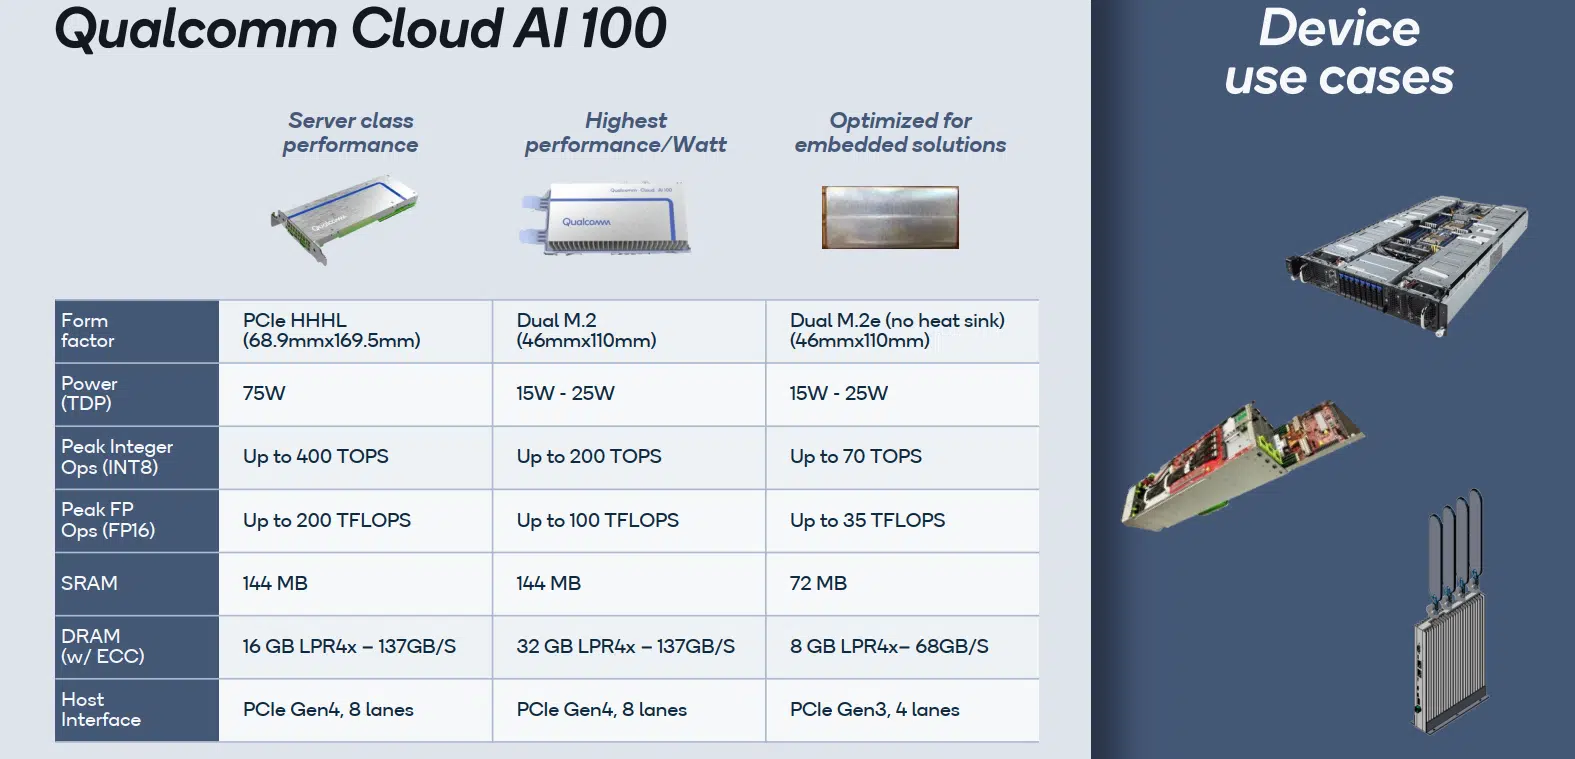 Qualcomm Cloud AI 100
Device
use cases
Server class
performance
Highest
performance/Watt
Optimized for
embedded solutions
Qualcomm
Qualcomm Cloud AI 100
Qualcomm
Form
factor
PCIe HHHL
(68.9mmx169.5mm)
Dual M.2
(46mmx110mm)
Dual M.2e (no heat sink)
(46mmx110mm)
Power
(TDP)
75W
15W - 25W
15W - 25W
Peak Integer
Ops (INT8)
Up to 400 TOPS
Up to 200 TOPS
Up to 70 TOPS
Peak FP
Ops (FP16)
Up to 200 TFLOPS
Up to 100 TFLOPS
Up to 35 TFLOPS
SRAM
144 MB
144 MB
72 MB
DRAM
(w/ ECC)
16 GB LPR4x – 137GB/S
32 GB LPR4x – 137GB/S
8 GB LPR4x– 68GB/S
Host
Interface
PCIe Gen4, 8 lanes
PCIe Gen4, 8 lanes
PCIe Gen3, 4 lanes